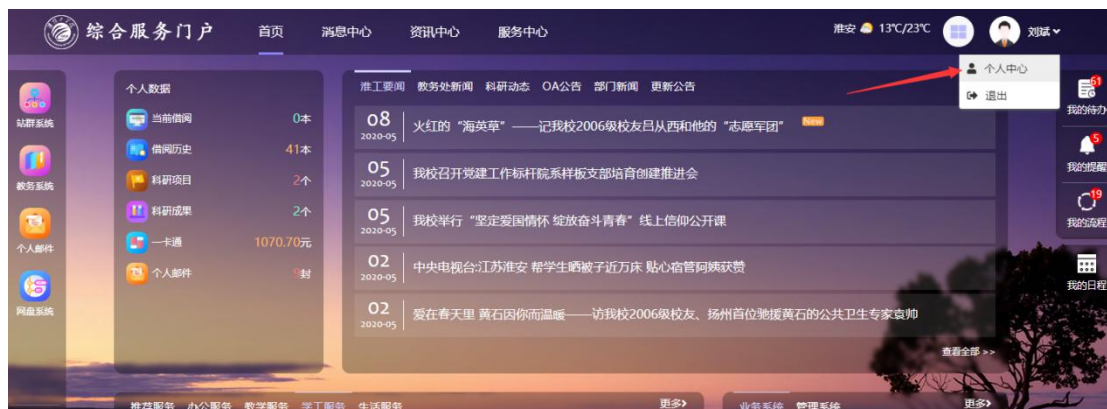 综合服务门户 首页 消息中心 资讯中心 服务中心 淮安 13°C/23°C 刘斌
个人中心
退出
站群系统
教务系统
个人邮件
网盘系统
个人数据
当前借阅 0本
借阅历史 41本
科研项目 2个
科研成果 2个
一卡通 1070.70元
个人邮件 9封
淮工要闻 教务处新闻 科研动态 OA公告 部门新闻 更新公告
08
2020-05
火红的“海英草”——记我校2006级校友吕从西和他的“志愿军团” New
05
2020-05
我校召开党建工作标杆院系样板支部培育创建推进会
05
2020-05
我校举行“坚定爱国情怀 绽放奋斗青春”线上信仰公开课
02
2020-05
中央电视台:江苏淮安 帮学生晒被子近万床 贴心宿管阿姨获赞
02
2020-05
爱在春天里 黄石因你而温暖——访我校2006级校友、扬州首位驰援黄石的公共卫生专家袁帅
查看全部 >>
61
我的待办
5
我的提醒
19
我的流程
我的日程
推荐服务 办公服务 教学服务 学工服务 生活服务 更多>
业务系统 管理系统 更多>